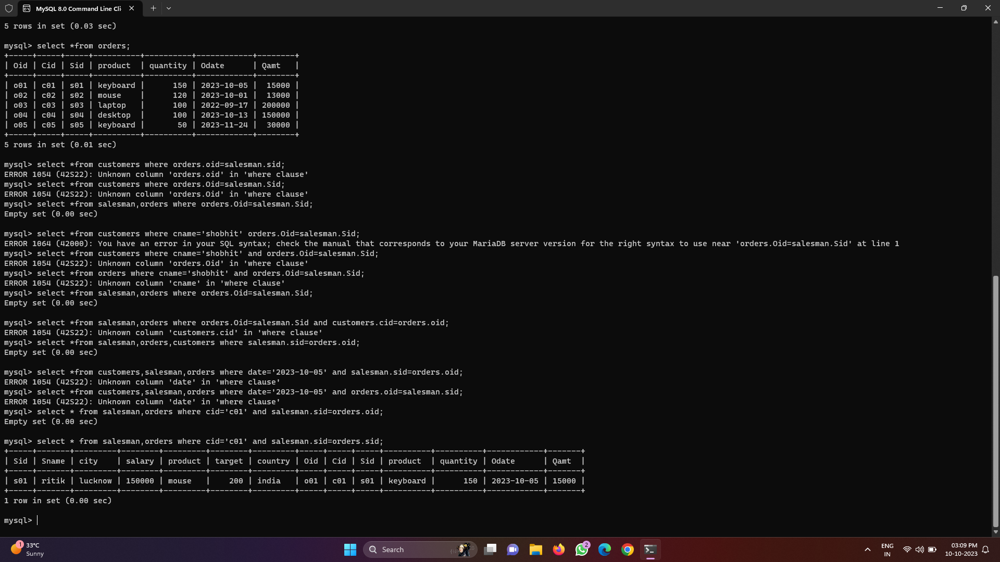 MySQL 8.0 Command Line Cli
5 rows in set (0.03 sec)
mysql> select *from orders;
+-----+-----+-----+----------+----------+------------+--------+
| Oid | Cid | Sid | product  | quantity | Odate      | Qamt   |
+-----+-----+-----+----------+----------+------------+--------+
| o01 | c01 | s01 | keyboard |      150 | 2023-10-05 |  15000 |
| o02 | c02 | s02 | mouse    |      120 | 2023-10-01 |  13000 |
| o03 | c03 | s03 | laptop   |      100 | 2022-09-17 | 200000 |
| o04 | c04 | s04 | desktop  |      100 | 2023-10-13 | 150000 |
| o05 | c05 | s05 | keyboard |       50 | 2023-11-24 |  30000 |
+-----+-----+-----+----------+----------+------------+--------+
5 rows in set (0.01 sec)
mysql> select *from customers where orders.oid=salesman.sid;
ERROR 1054 (42S22): Unknown column 'orders.oid' in 'where clause'
mysql> select *from customers where orders.Oid=salesman.Sid;
ERROR 1054 (42S22): Unknown column 'orders.Oid' in 'where clause'
mysql> select *from salesman,orders where orders.Oid=salesman.Sid;
Empty set (0.00 sec)
mysql> select *from customers where cname='shobhit' orders.Oid=salesman.Sid;
ERROR 1064 (42000): You have an error in your SQL syntax; check the manual that corresponds to your MariaDB server version for the right syntax to use near 'orders.Oid=salesman.Sid' at line 1
mysql> select *from customers where cname='shobhit' and orders.Oid=salesman.Sid;
ERROR 1054 (42S22): Unknown column 'orders.Oid' in 'where clause'
mysql> select *from orders where cname='shobhit' and orders.Oid=salesman.Sid;
ERROR 1054 (42S22): Unknown column 'cname' in 'where clause'
mysql> select *from salesman,orders where orders.Oid=salesman.Sid;
Empty set (0.00 sec)
mysql> select *from salesman,orders where orders.Oid=salesman.Sid and customers.cid=orders.oid;
ERROR 1054 (42S22): Unknown column 'customers.cid' in 'where clause'
mysql> select *from salesman,orders,customers where salesman.sid=orders.oid;
Empty set (0.00 sec)
mysql> select *from customers,salesman,orders where date='2023-10-05' and salesman.sid=orders.oid;
ERROR 1054 (42S22): Unknown column 'date' in 'where clause'
mysql> select *from customers,salesman,orders where date='2023-10-05' and orders.oid=salesman.sid;
ERROR 1054 (42S22): Unknown column 'date' in 'where clause'
mysql> select * from salesman,orders where cid='c01' and salesman.sid=orders.oid;
Empty set (0.00 sec)
mysql> select * from salesman,orders where cid='c01' and salesman.sid=orders.sid;
+-----+-------+---------+--------+---------+--------+---------+-----+-----+-----+----------+----------+------------+-------+
| Sid | Sname | city    | salary | product | target | country | Oid | Cid | Sid | product  | quantity | Odate      | Qamt  |
+-----+-------+---------+--------+---------+--------+---------+-----+-----+-----+----------+----------+------------+-------+
| s01 | ritik | lucknow | 150000 | mouse   |    200 | india   | o01 | c01 | s01 | keyboard |      150 | 2023-10-05 | 15000 |
+-----+-------+---------+--------+---------+--------+---------+-----+-----+-----+----------+----------+------------+-------+
1 row in set (0.00 sec)
mysql>
1
33°C
Sunny
Search
2
ENG
IN
03:09 PM
10-10-2023